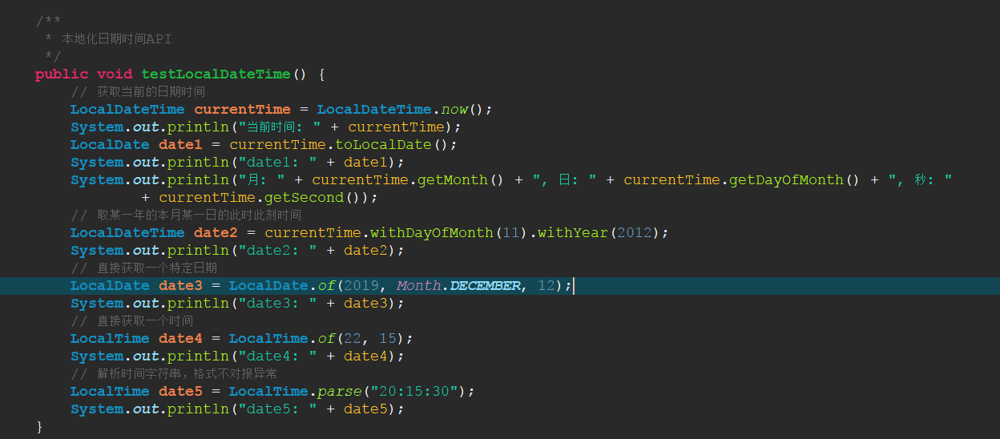 /**
 * 本地化日期时间API
 */
public void testLocalDateTime() {
    // 获取当前的日期时间
    LocalDateTime currentTime = LocalDateTime.now();
    System.out.println("当前时间: " + currentTime);
    LocalDate date1 = currentTime.toLocalDate();
    System.out.println("date1: " + date1);
    System.out.println("月: " + currentTime.getMonth() + ", 日: " + currentTime.getDayOfMonth() + ", 秒: "
            + currentTime.getSecond());
    // 取某一年的本月某一日的此时此刻时间
    LocalDateTime date2 = currentTime.withDayOfMonth(11).withYear(2012);
    System.out.println("date2: " + date2);
    // 直接获取一个特定日期
    LocalDate date3 = LocalDate.of(2019, Month.DECEMBER, 12);
    System.out.println("date3: " + date3);
    // 直接获取一个时间
    LocalTime date4 = LocalTime.of(22, 15);
    System.out.println("date4: " + date4);
    // 解析时间字符串，格式不对报异常
    LocalTime date5 = LocalTime.parse("20:15:30");
    System.out.println("date5: " + date5);
}